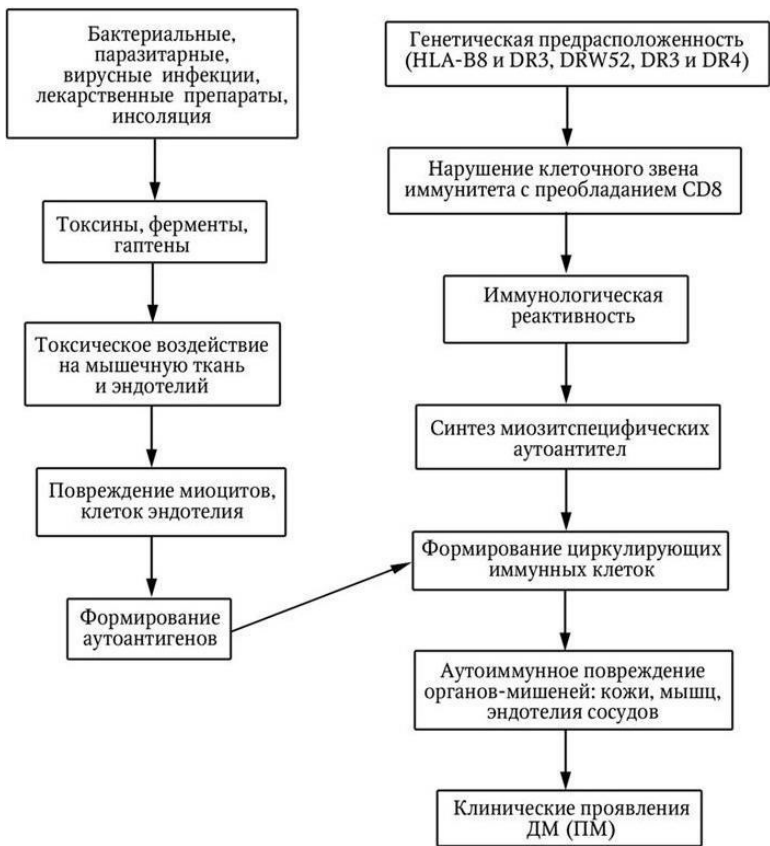 Бактериальные,
паразитарные,
вирусные инфекции,
лекарственные препараты,
инсоляция
Токсины, ферменты,
гаптены
Токсическое воздействие
на мышечную ткань
и эндотелий
Повреждение миоцитов,
клеток эндотелия
Формирование
аутоантигенов
Генетическая предрасположенность
(HLA-B8 и DR3, DRW52, DR3 и DR4)
Нарушение клеточного звена
иммунитета с преобладанием CD8
Иммунологическая
реактивность
Синтез миозитспецифических
аутоантител
Формирование циркулирующих
иммунных клеток
Аутоиммунное повреждение
органов-мишеней: кожи, мышц,
эндотелия сосудов
Клинические проявления
ДМ (ПМ)